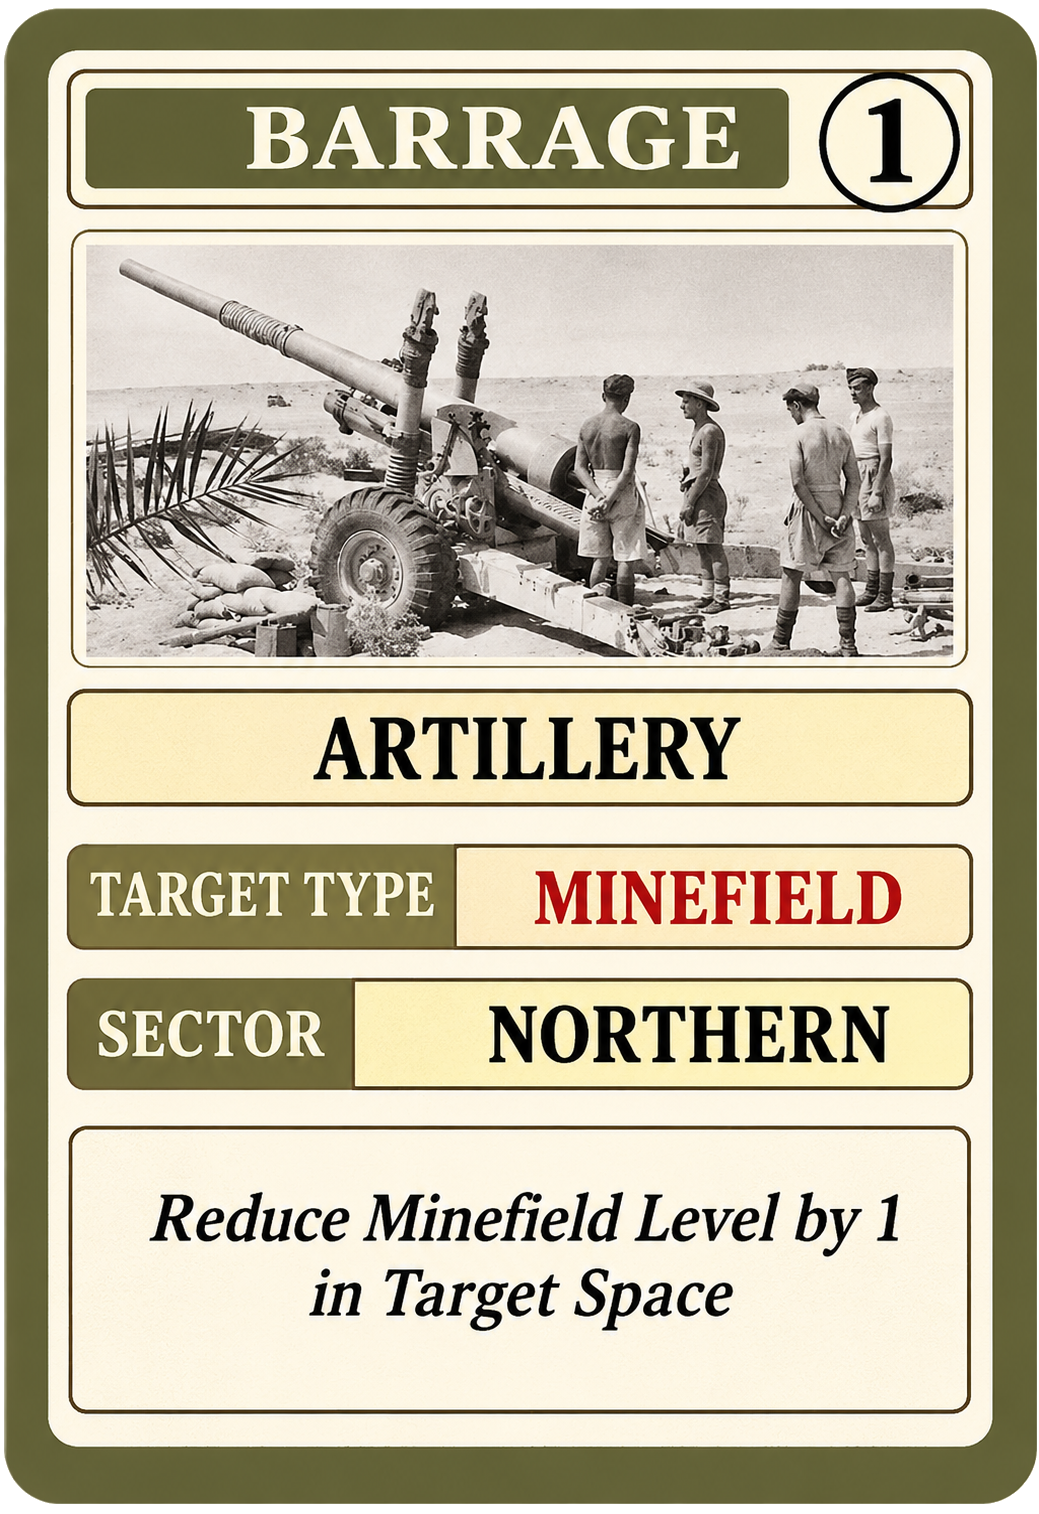 BARRAGE
1
ARTILLERY
TARGET TYPE
MINEFIELD
SECTOR
NORTHERN
Reduce Minefield Level by 1
in Target Space